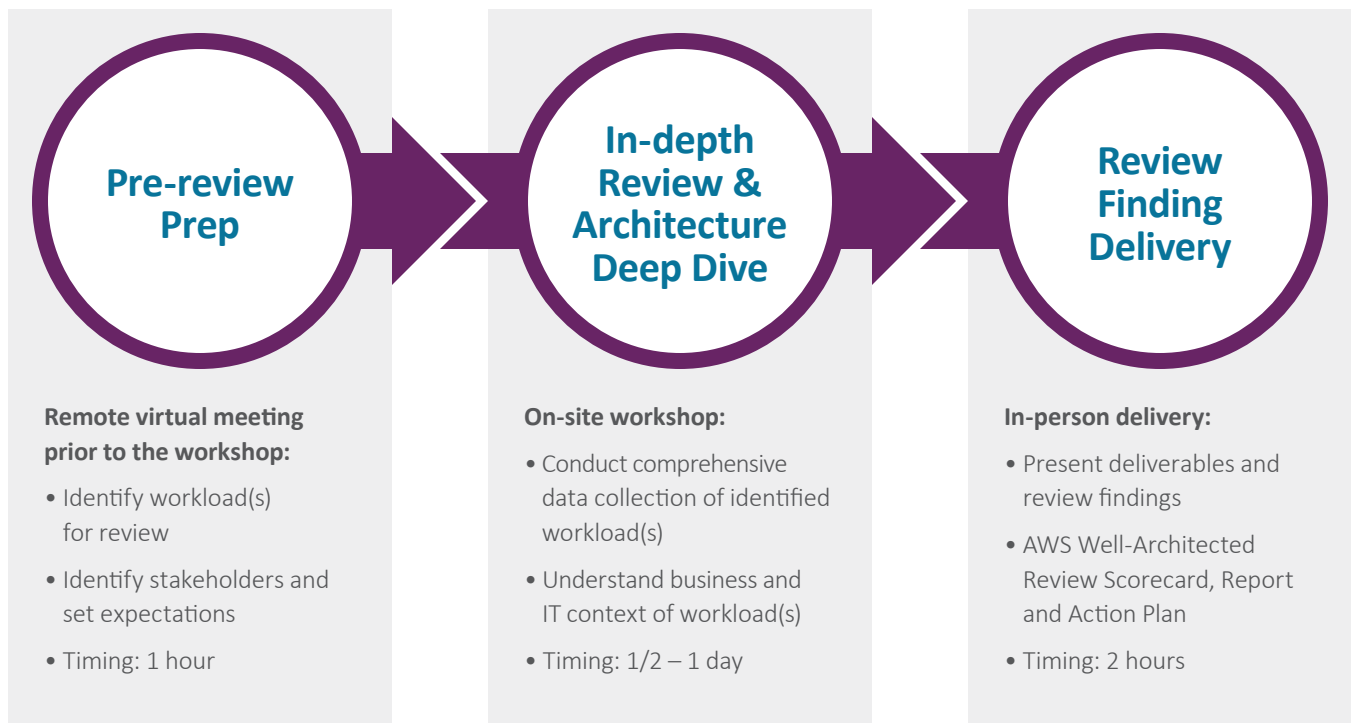 Pre-review
Prep
Remote virtual meeting
prior to the workshop:
• Identify workload(s)
for review
• Identify stakeholders and
set expectations
• Timing: 1 hour
In-depth
Review &
Architecture
Deep Dive
On-site workshop:
• Conduct comprehensive
data collection of identified
workload(s)
• Understand business and
IT context of workload(s)
• Timing: 1/2 – 1 day
Review
Finding
Delivery
In-person delivery:
• Present deliverables and
review findings
• AWS Well-Architected
Review Scorecard, Report
and Action Plan
• Timing: 2 hours